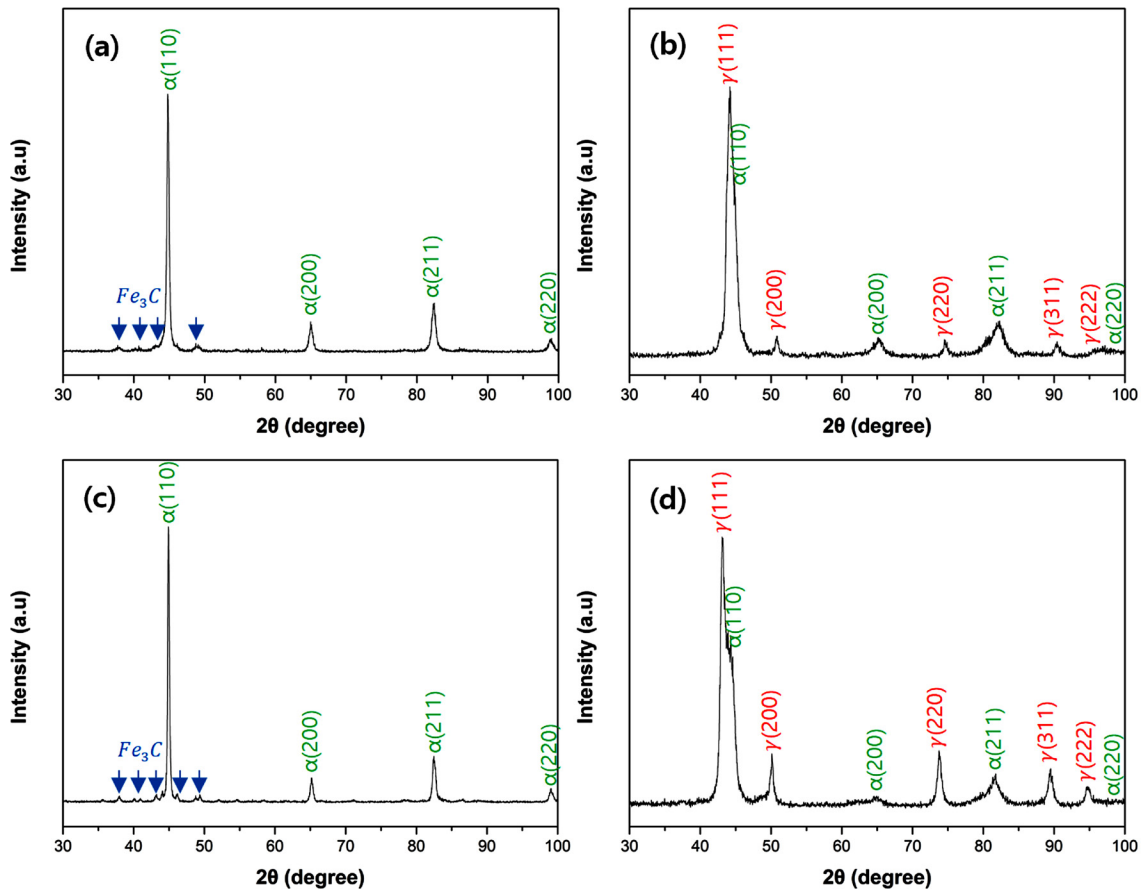 (a)
α(110)
Fe₃C
α(200)
α(211)
α(220)
Intensity (a.u)
30 40 50 60 70 80 90 100
2θ (degree)
(b)
γ(111)
α(110)
γ(200)
α(200)
γ(220)
α(211)
γ(311)
γ(222)
α(220)
Intensity (a.u)
30 40 50 60 70 80 90 100
2θ (degree)
(c)
α(110)
Fe₃C
α(200)
α(211)
α(220)
Intensity (a.u)
30 40 50 60 70 80 90 100
2θ (degree)
(d)
γ(111)
α(110)
γ(200)
α(200)
γ(220)
α(211)
γ(311)
γ(222)
α(220)
Intensity (a.u)
30 40 50 60 70 80 90 100
2θ (degree)